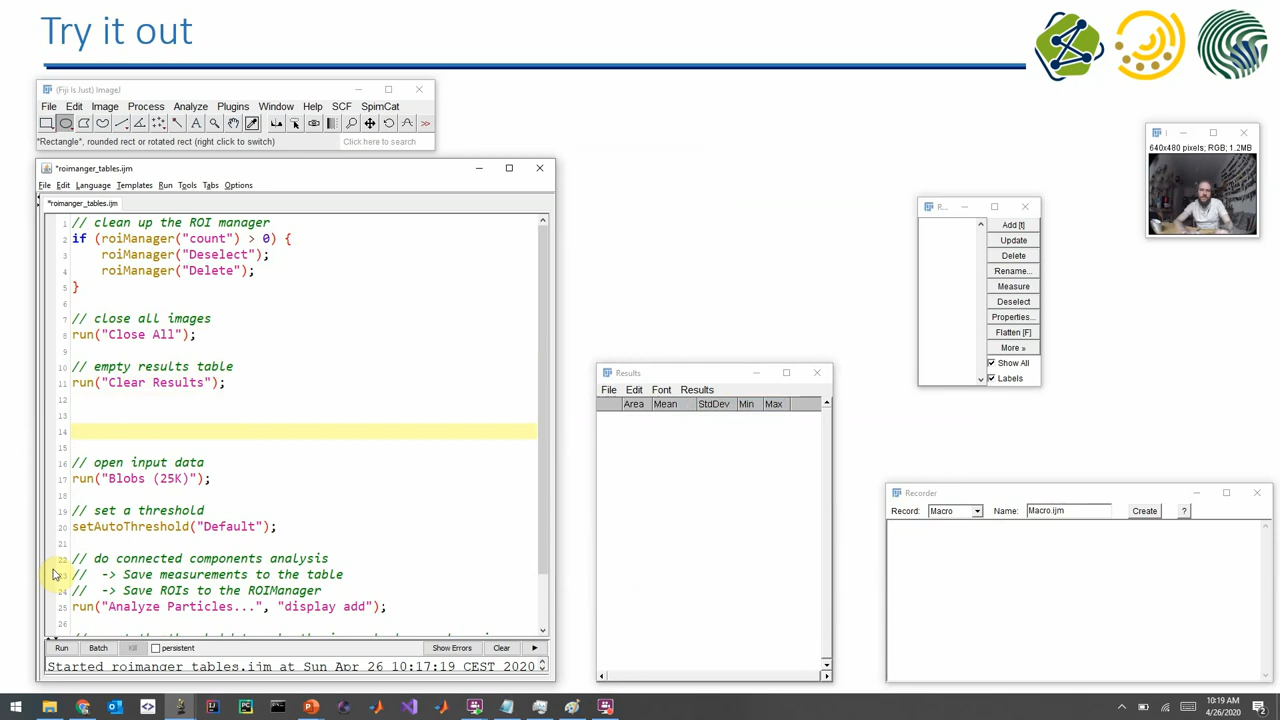 Try it out
(Fiji Is Just) ImageJ
File Edit Image Process Analyze Plugins Window Help SCF SpimCat
*Rectangle*, rounded rect or rotated rect (right click to switch)
Click here to search
*roimanger_tables.ijm
File Edit Language Templates Run Tools Tabs Options
*roimanger_tables.ijm
1 // clean up the ROI manager
2 if (roiManager("count") > 0) {
3 roiManager("Deselect");
4 roiManager("Delete");
5 }
6
7 // close all images
8 run("Close All");
9
10 // empty results table
11 run("Clear Results");
12
13
14
15
16 // open input data
17 run("Blobs (25K)");
18
19 // set a threshold
20 setAutoThreshold("Default");
21
22 // do connected components analysis
23 // -> Save measurements to the table
24 // -> Save ROIs to the ROIManager
25 run("Analyze Particles...", "display add");
26
Run Batch Kill persistent Show Errors Clear
Started roimanger_tables.ijm at Sun Apr 26 10:17:19 CEST 2020
Results
File Edit Font Results
Area Mean StdDev Min Max
R...
Add [t]
Update
Delete
Rename...
Measure
Deselect
Properties...
Flatten [F]
More »
Show All
Labels
640x480 pixels; RGB; 1.2MB
Recorder
Record: Macro Name: Macro.ijm Create ?
10:19 AM
4/26/2020
2